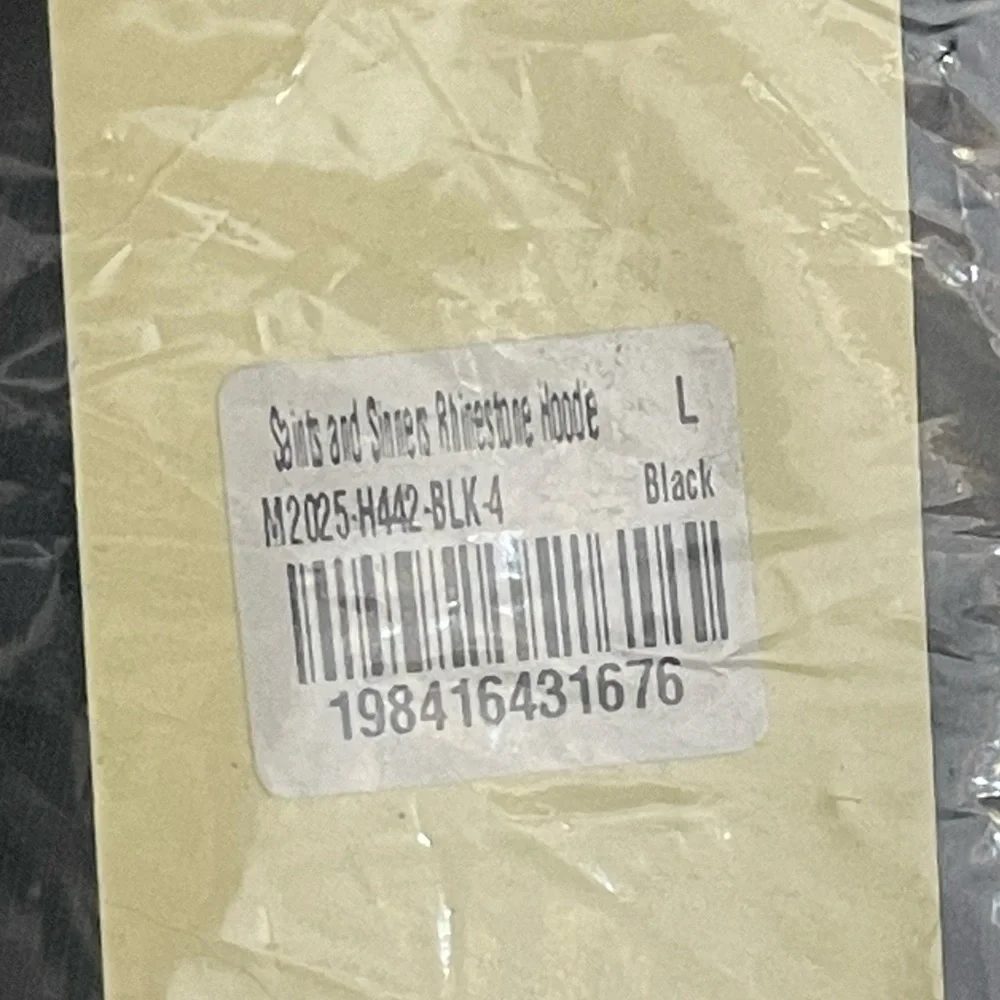 Saints and Sinners Rhinestone Hoodie L
M2025-H442-BLK-4 Black
198416431676